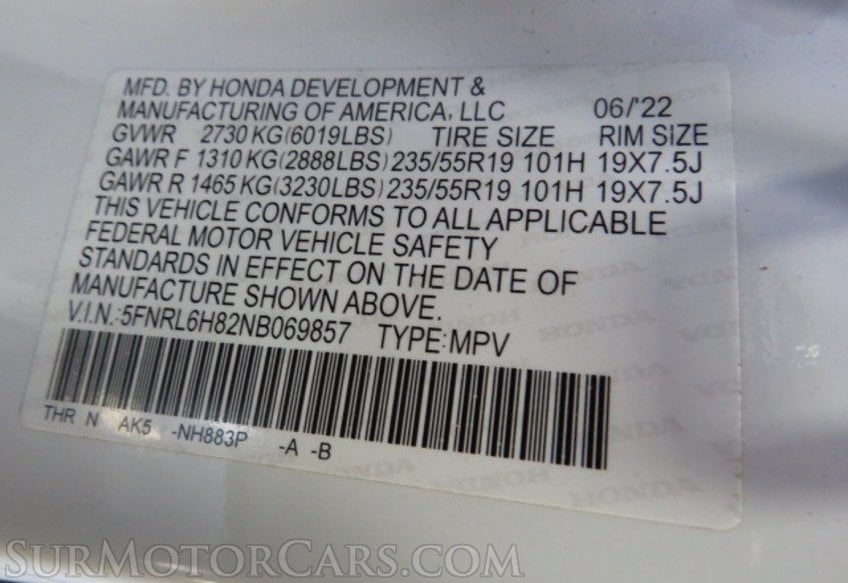 MFD. BY HONDA DEVELOPMENT &
MANUFACTURING OF AMERICA, LLC 06/'22
GVWR 2730 KG(6019LBS) TIRE SIZE RIM SIZE
GAWR F 1310 KG(2888LBS) 235/55R19 101H 19X7.5J
GAWR R 1465 KG(3230LBS) 235/55R19 101H 19X7.5J
THIS VEHICLE CONFORMS TO ALL APPLICABLE
FEDERAL MOTOR VEHICLE SAFETY
STANDARDS IN EFFECT ON THE DATE OF
MANUFACTURE SHOWN ABOVE.
V.I.N.:5FNRL6H82NB069857 TYPE:MPV
THR N AK5 -NH883P -A -B
HONDA
SURMOTORCARS.COM